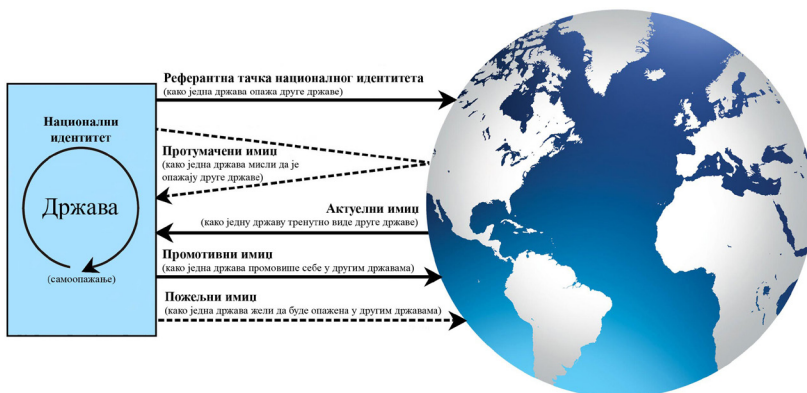 Референтна тачка националног идентитета
(како једна држава опажа друге државе)
Национални
идентитет
Протумачени имиџ
(како једна држава мисли да је
опажају друге државе)
Држава
Актуелни имиџ
(како једну државу тренутно виде друге државе)
Промотивни имиџ
(како једна држава промовише себе у другим државама)
(самоопажање)
Пожељни имиџ
(како једна држава жели да буде опажена у другим државама)